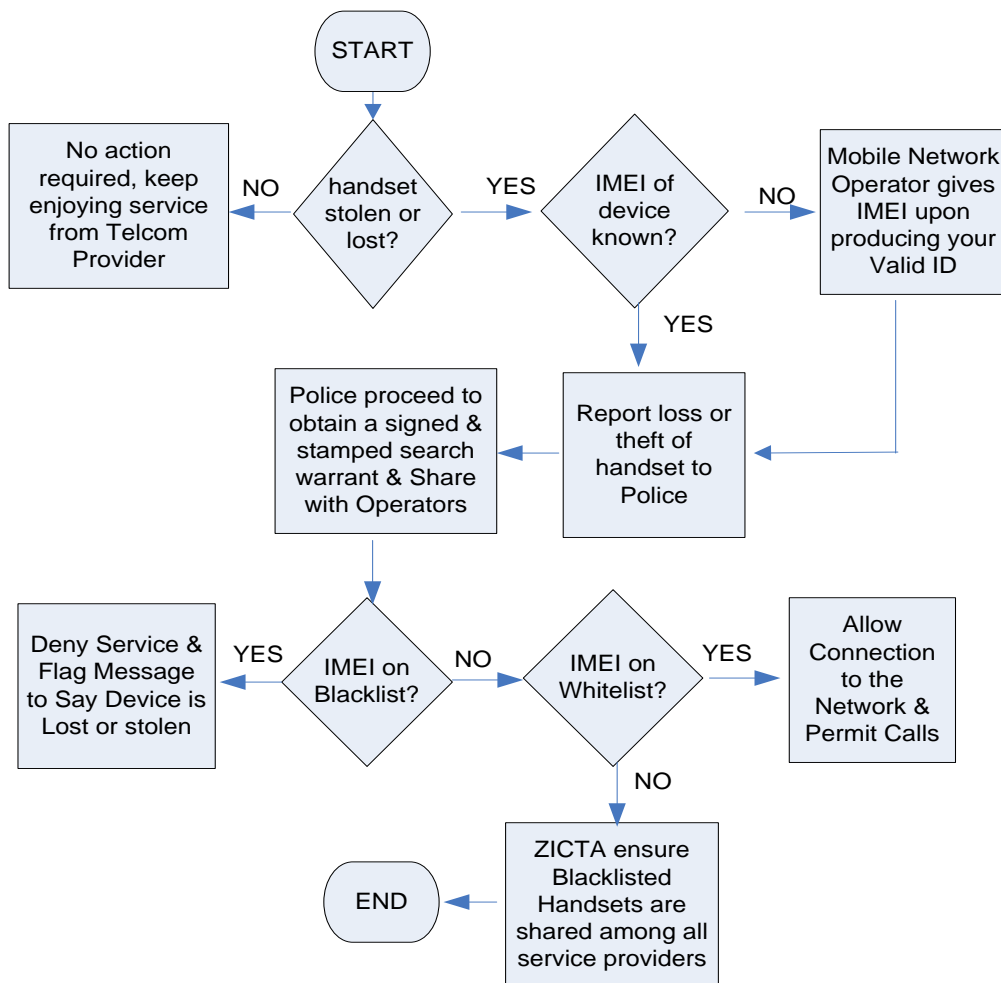 START
No action
required, keep
enjoying service
from Telcom
Provider
NO
handset
stolen or
lost?
YES
IMEI of
device
known?
NO
Mobile Network
Operator gives
IMEI upon
producing your
Valid ID
YES
Police proceed to
obtain a signed &
stamped search
warrant & Share
with Operators
Report loss or
theft of
handset to
Police
Deny Service &
Flag Message
to Say Device is
Lost or stolen
YES
IMEI on
Blacklist?
NO
IMEI on
Whitelist?
YES
Allow
Connection
to the
Network &
Permit Calls
NO
END
ZICTA ensure
Blacklisted
Handsets are
shared among all
service providers